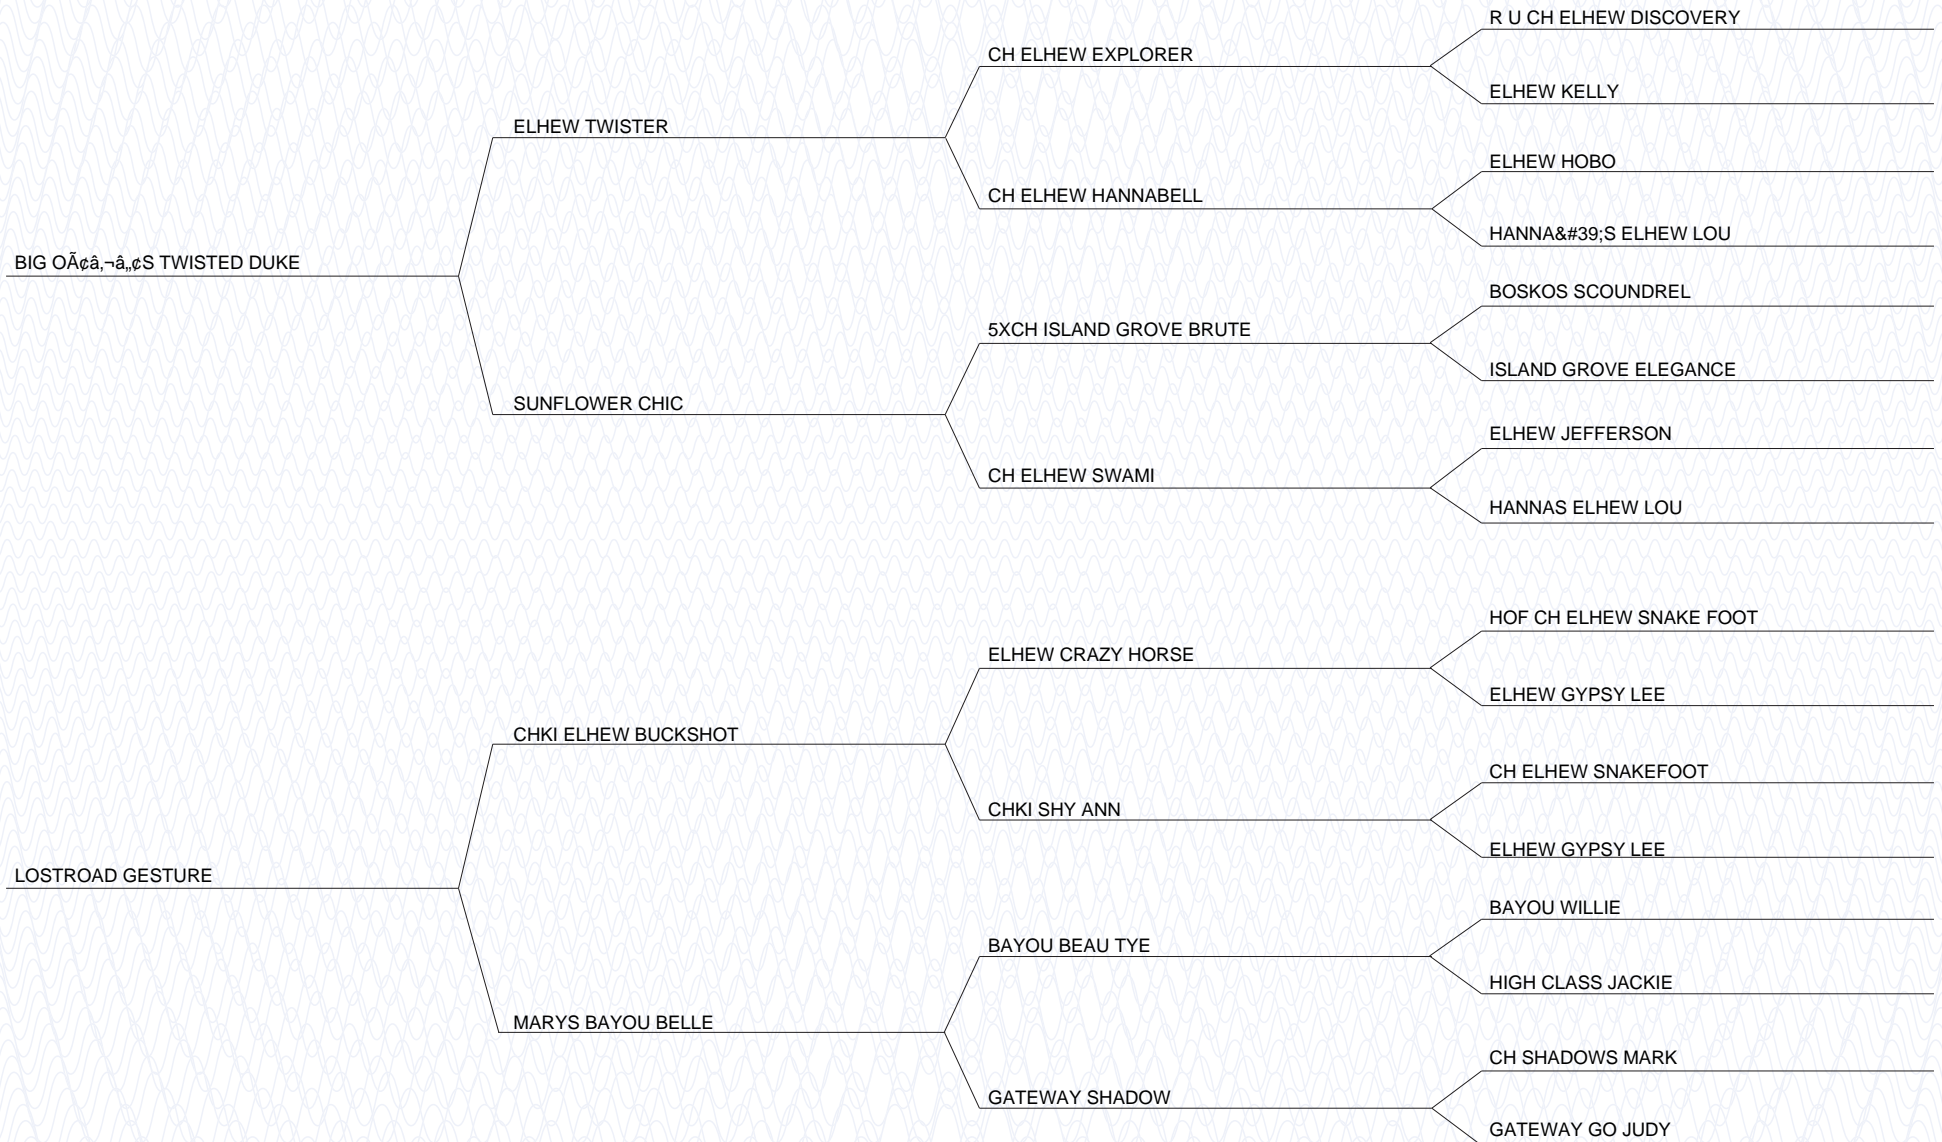 R U CH ELHEW DISCOVERY
CH ELHEW EXPLORER
ELHEW KELLY
ELHEW TWISTER
ELHEW HOBO
CH ELHEW HANNABELL
HANNA&#39;S ELHEW LOU
BIG OÃ¢â‚¬â„¢S TWISTED DUKE
BOSKOS SCOUNDREL
5XCH ISLAND GROVE BRUTE
ISLAND GROVE ELEGANCE
SUNFLOWER CHIC
ELHEW JEFFERSON
CH ELHEW SWAMI
HANNAS ELHEW LOU
HOF CH ELHEW SNAKE FOOT
ELHEW CRAZY HORSE
ELHEW GYPSY LEE
CHKI ELHEW BUCKSHOT
CH ELHEW SNAKEFOOT
CHKI SHY ANN
ELHEW GYPSY LEE
LOSTROAD GESTURE
BAYOU WILLIE
BAYOU BEAU TYE
HIGH CLASS JACKIE
MARYS BAYOU BELLE
CH SHADOWS MARK
GATEWAY SHADOW
GATEWAY GO JUDY